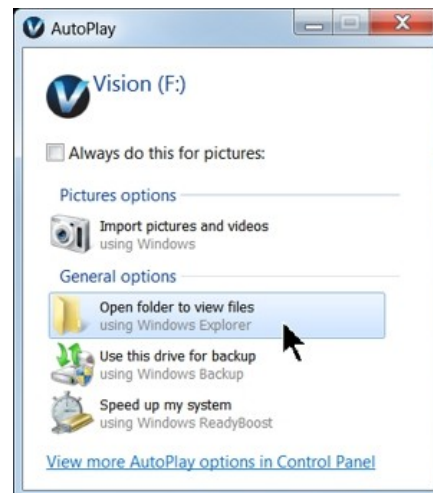 AutoPlay
Vision (F:)
Always do this for pictures:
Pictures options
Import pictures and videos
using Windows
General options
Open folder to view files
using Windows Explorer
Use this drive for backup
using Windows Backup
Speed up my system
using Windows ReadyBoost
View more AutoPlay options in Control Panel